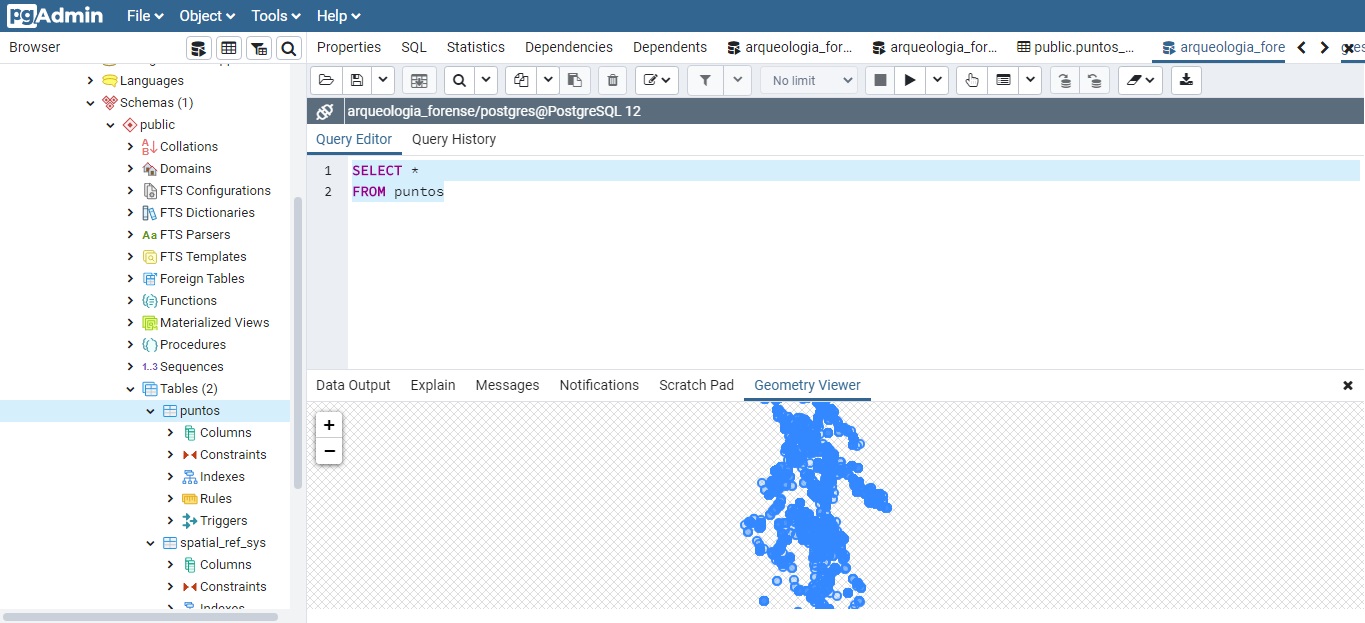 pgAdmin File Object Tools Help
Browser
Properties SQL Statistics Dependencies Dependents arqueologia_for... arqueologia_for... public.puntos_... arqueologia_fore
Languages
Schemas (1)
public
Collations
Domains
FTS Configurations
FTS Dictionaries
Aa FTS Parsers
FTS Templates
Foreign Tables
Functions
Materialized Views
Procedures
1..3 Sequences
Tables (2)
puntos
Columns
Constraints
Indexes
Rules
Triggers
spatial_ref_sys
Columns
Constraints
Indexes
No limit
arqueologia_forense/postgres@PostgreSQL 12
Query Editor Query History
1 SELECT *
2 FROM puntos
Data Output Explain Messages Notifications Scratch Pad Geometry Viewer
+
−